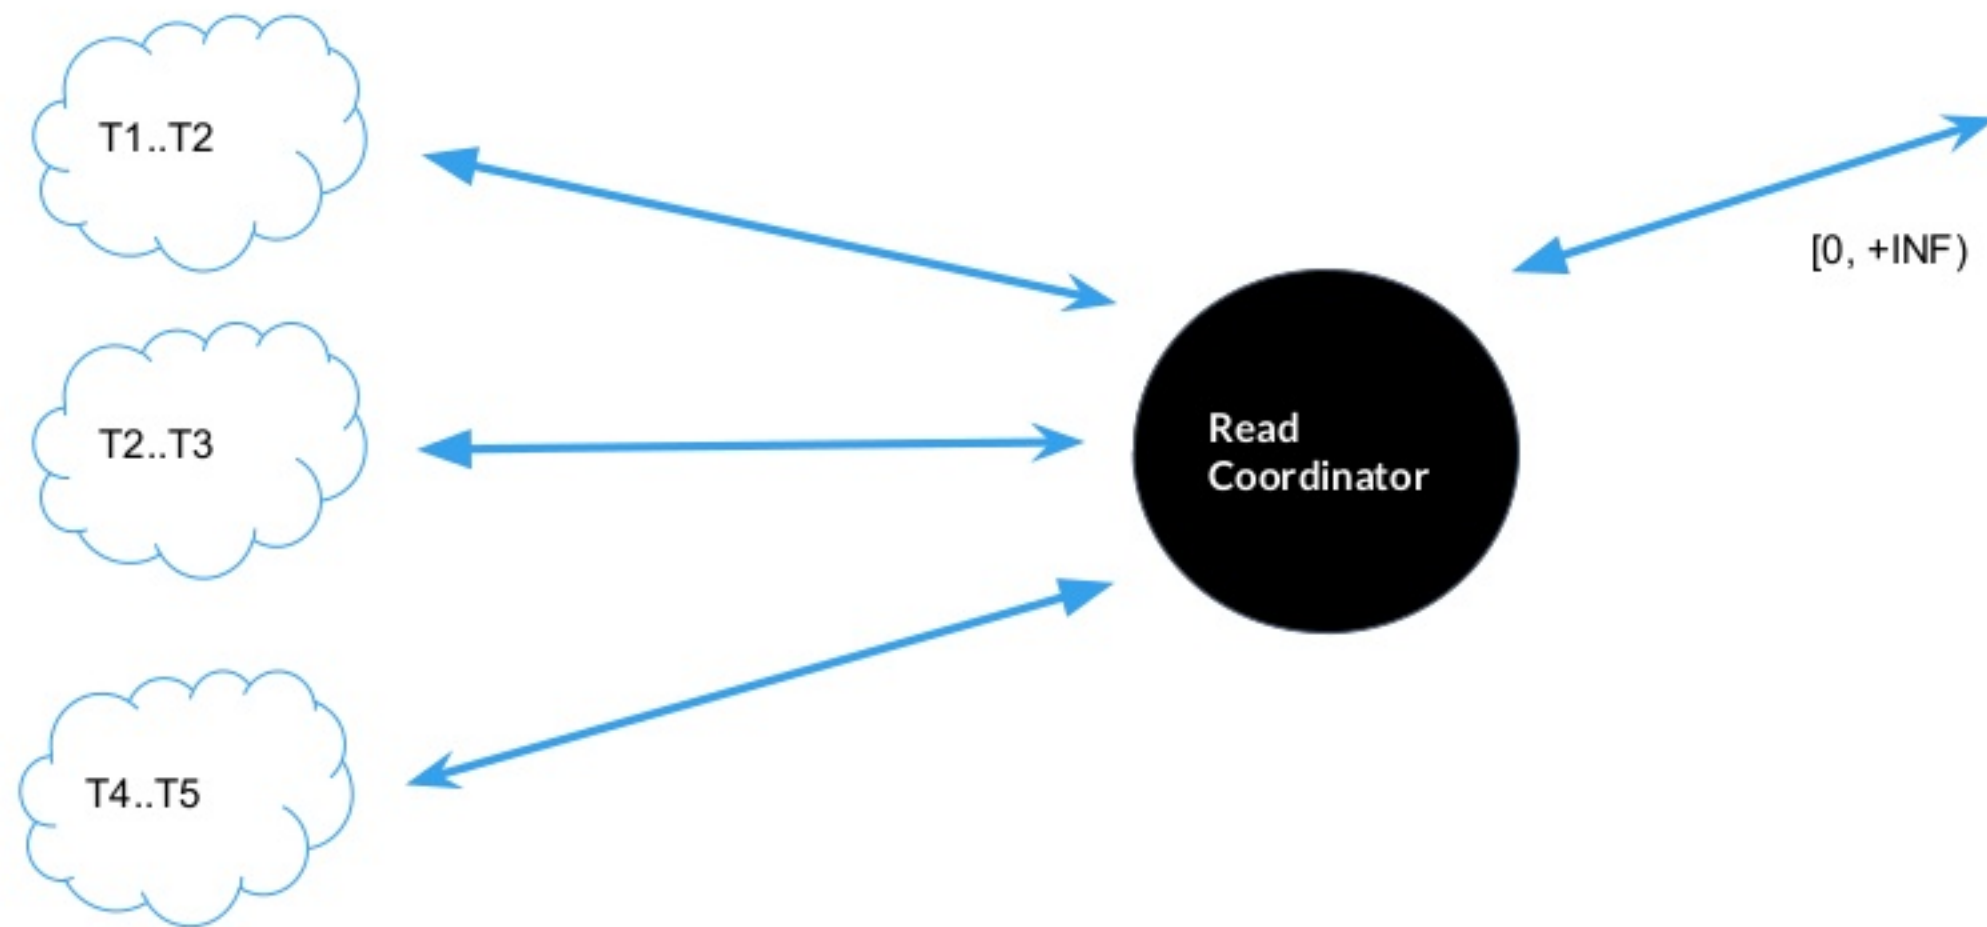 T1..T2
[0, +INF)
T2..T3
Read
Coordinator
T4..T5